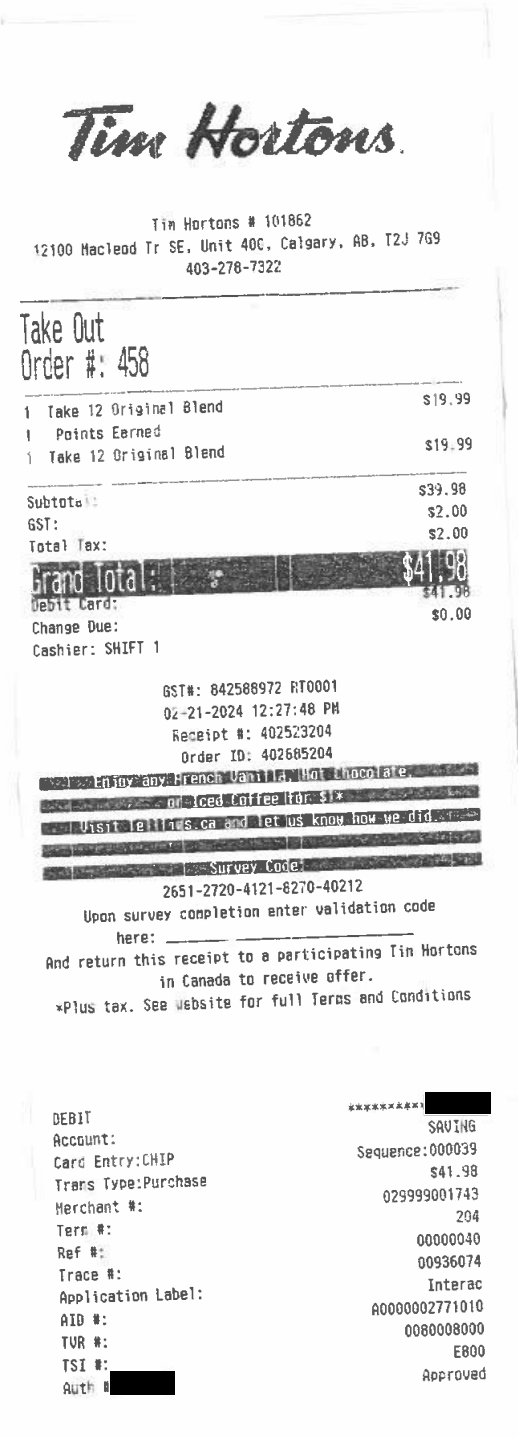 Tim Hortons.
Tim Hortons # 101862
12100 Macleod Tr SE, Unit 40C, Calgary, AB, T2J 7G9
403-278-7322
Take Out
Order #: 458
1 Take 12 Original Blend $19.99
1 Points Earned
1 Take 12 Original Blend $19.99
Subtotal: $39.98
GST: $2.00
Total Tax: $2.00
Grand Total: $41.98
Debit Card: $41.98
Change Due: $0.00
Cashier: SHIFT 1
GST#: 842588972 RT0001
02-21-2024 12:27:48 PM
Receipt #: 402523204
Order ID: 402685204
Enjoy any French Vanilla, Hot Chocolate,
or Iced Coffee for $1*
Visit TellTims.ca and let us know how we did.
Survey Code:
2651-2720-4121-8270-40212
Upon survey completion enter validation code
here: ______ ________________
And return this receipt to a participating Tim Hortons
in Canada to receive offer.
*Plus tax. See website for full Terms and Conditions
DEBIT **********
Account: SAVING
Card Entry:CHIP Sequence:000039
Trans Type:Purchase $41.98
Merchant #: 029999001743
Term #: 204
Ref #: 00000040
Trace #: 00936074
Application Label: Interac
AID #: A0000002771010
TVR #: 0080008000
TSI #: E800
Auth # Approved